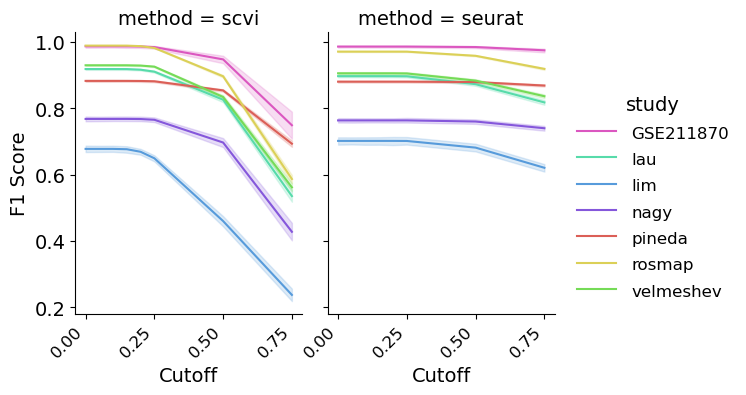 method = scvi
method = seurat
F1 Score
1.0
0.8
0.6
0.4
0.2
0.00
0.25
0.50
0.75
Cutoff
0.00
0.25
0.50
0.75
Cutoff
study
GSE211870
lau
lim
nagy
pineda
rosmap
velmeshev